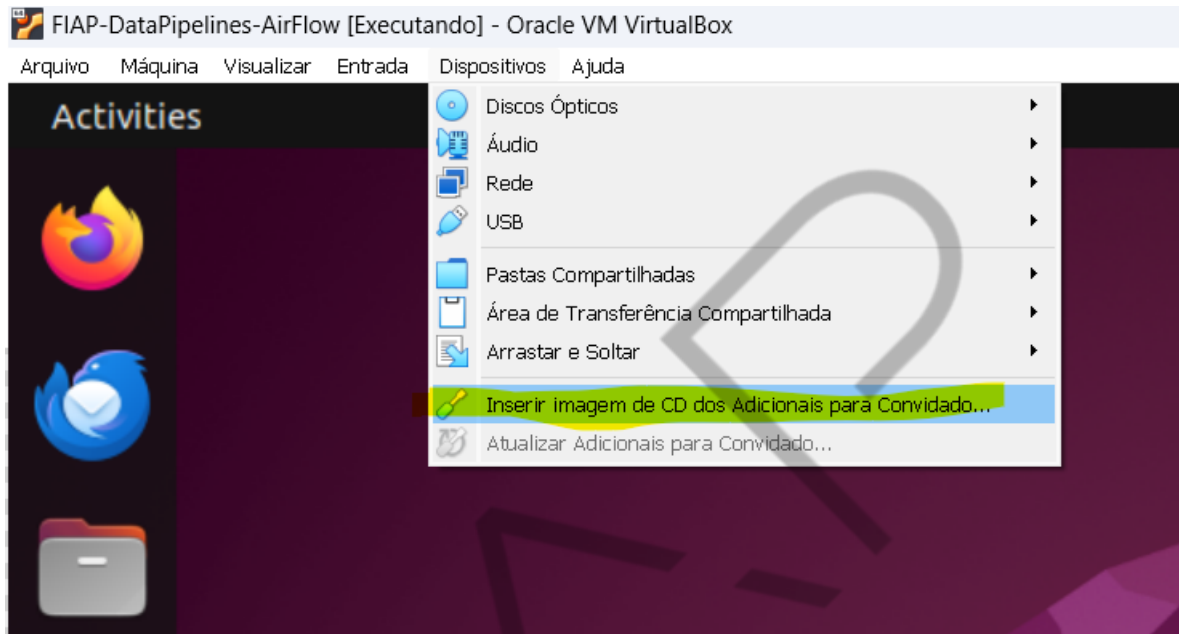 FIAP-DataPipelines-AirFlow [Executando] - Oracle VM VirtualBox
Arquivo Máquina Visualizar Entrada Dispositivos Ajuda
Activities
Discos Ópticos
Áudio
Rede
USB
Pastas Compartilhadas
Área de Transferência Compartilhada
Arrastar e Soltar
Inserir imagem de CD dos Adicionais para Convidado...
Atualizar Adicionais para Convidado...